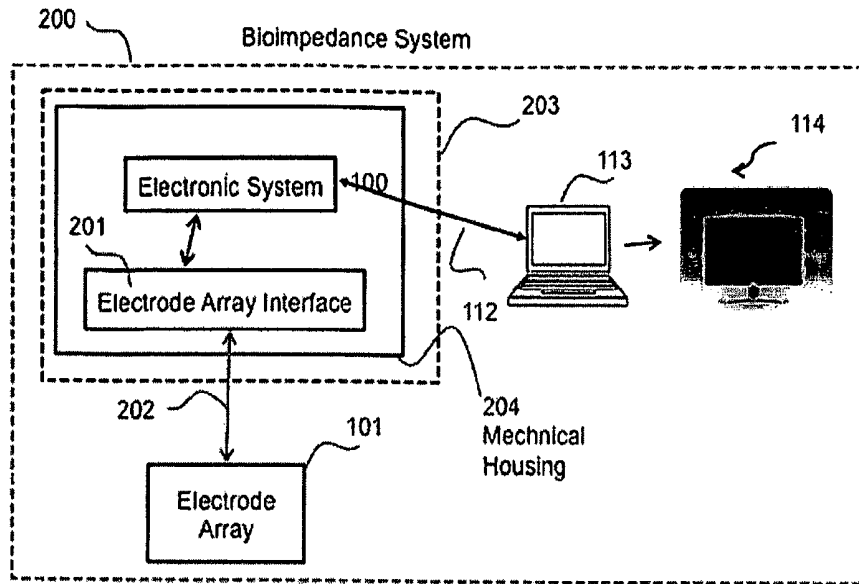 200
Bioimpedance System
203
114
113
Electronic System
100
201
Electrode Array Interface
112
202
204
Mechnical
Housing
101
Electrode
Array